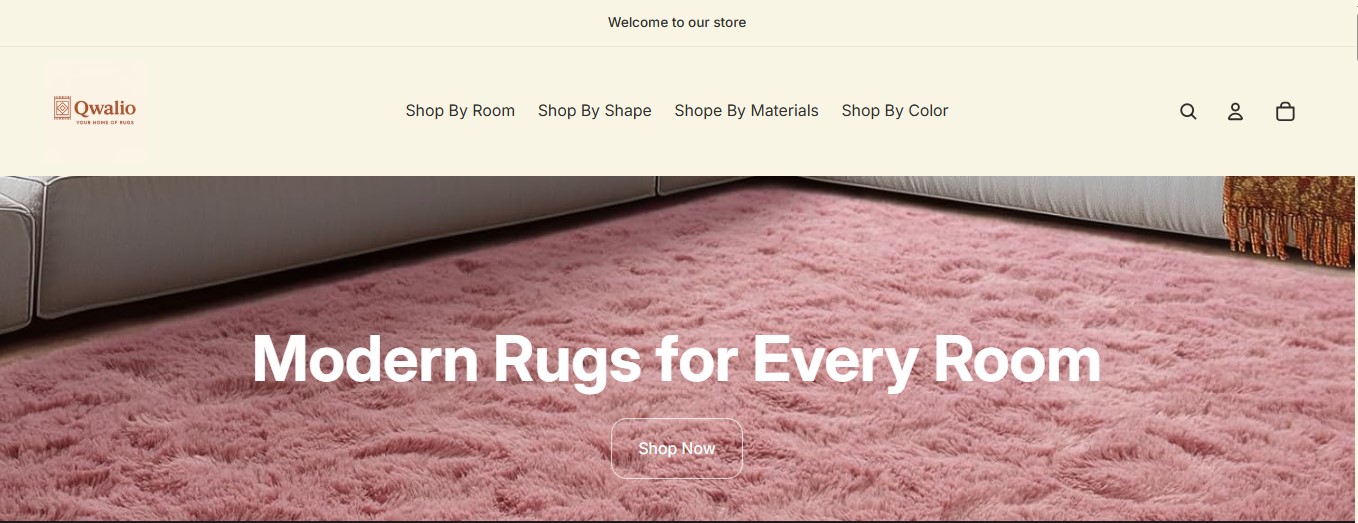 Welcome to our store
Qwalio
YOUR HOME OF RUGS
Shop By Room Shop By Shape Shope By Materials Shop By Color
Modern Rugs for Every Room
Shop Now